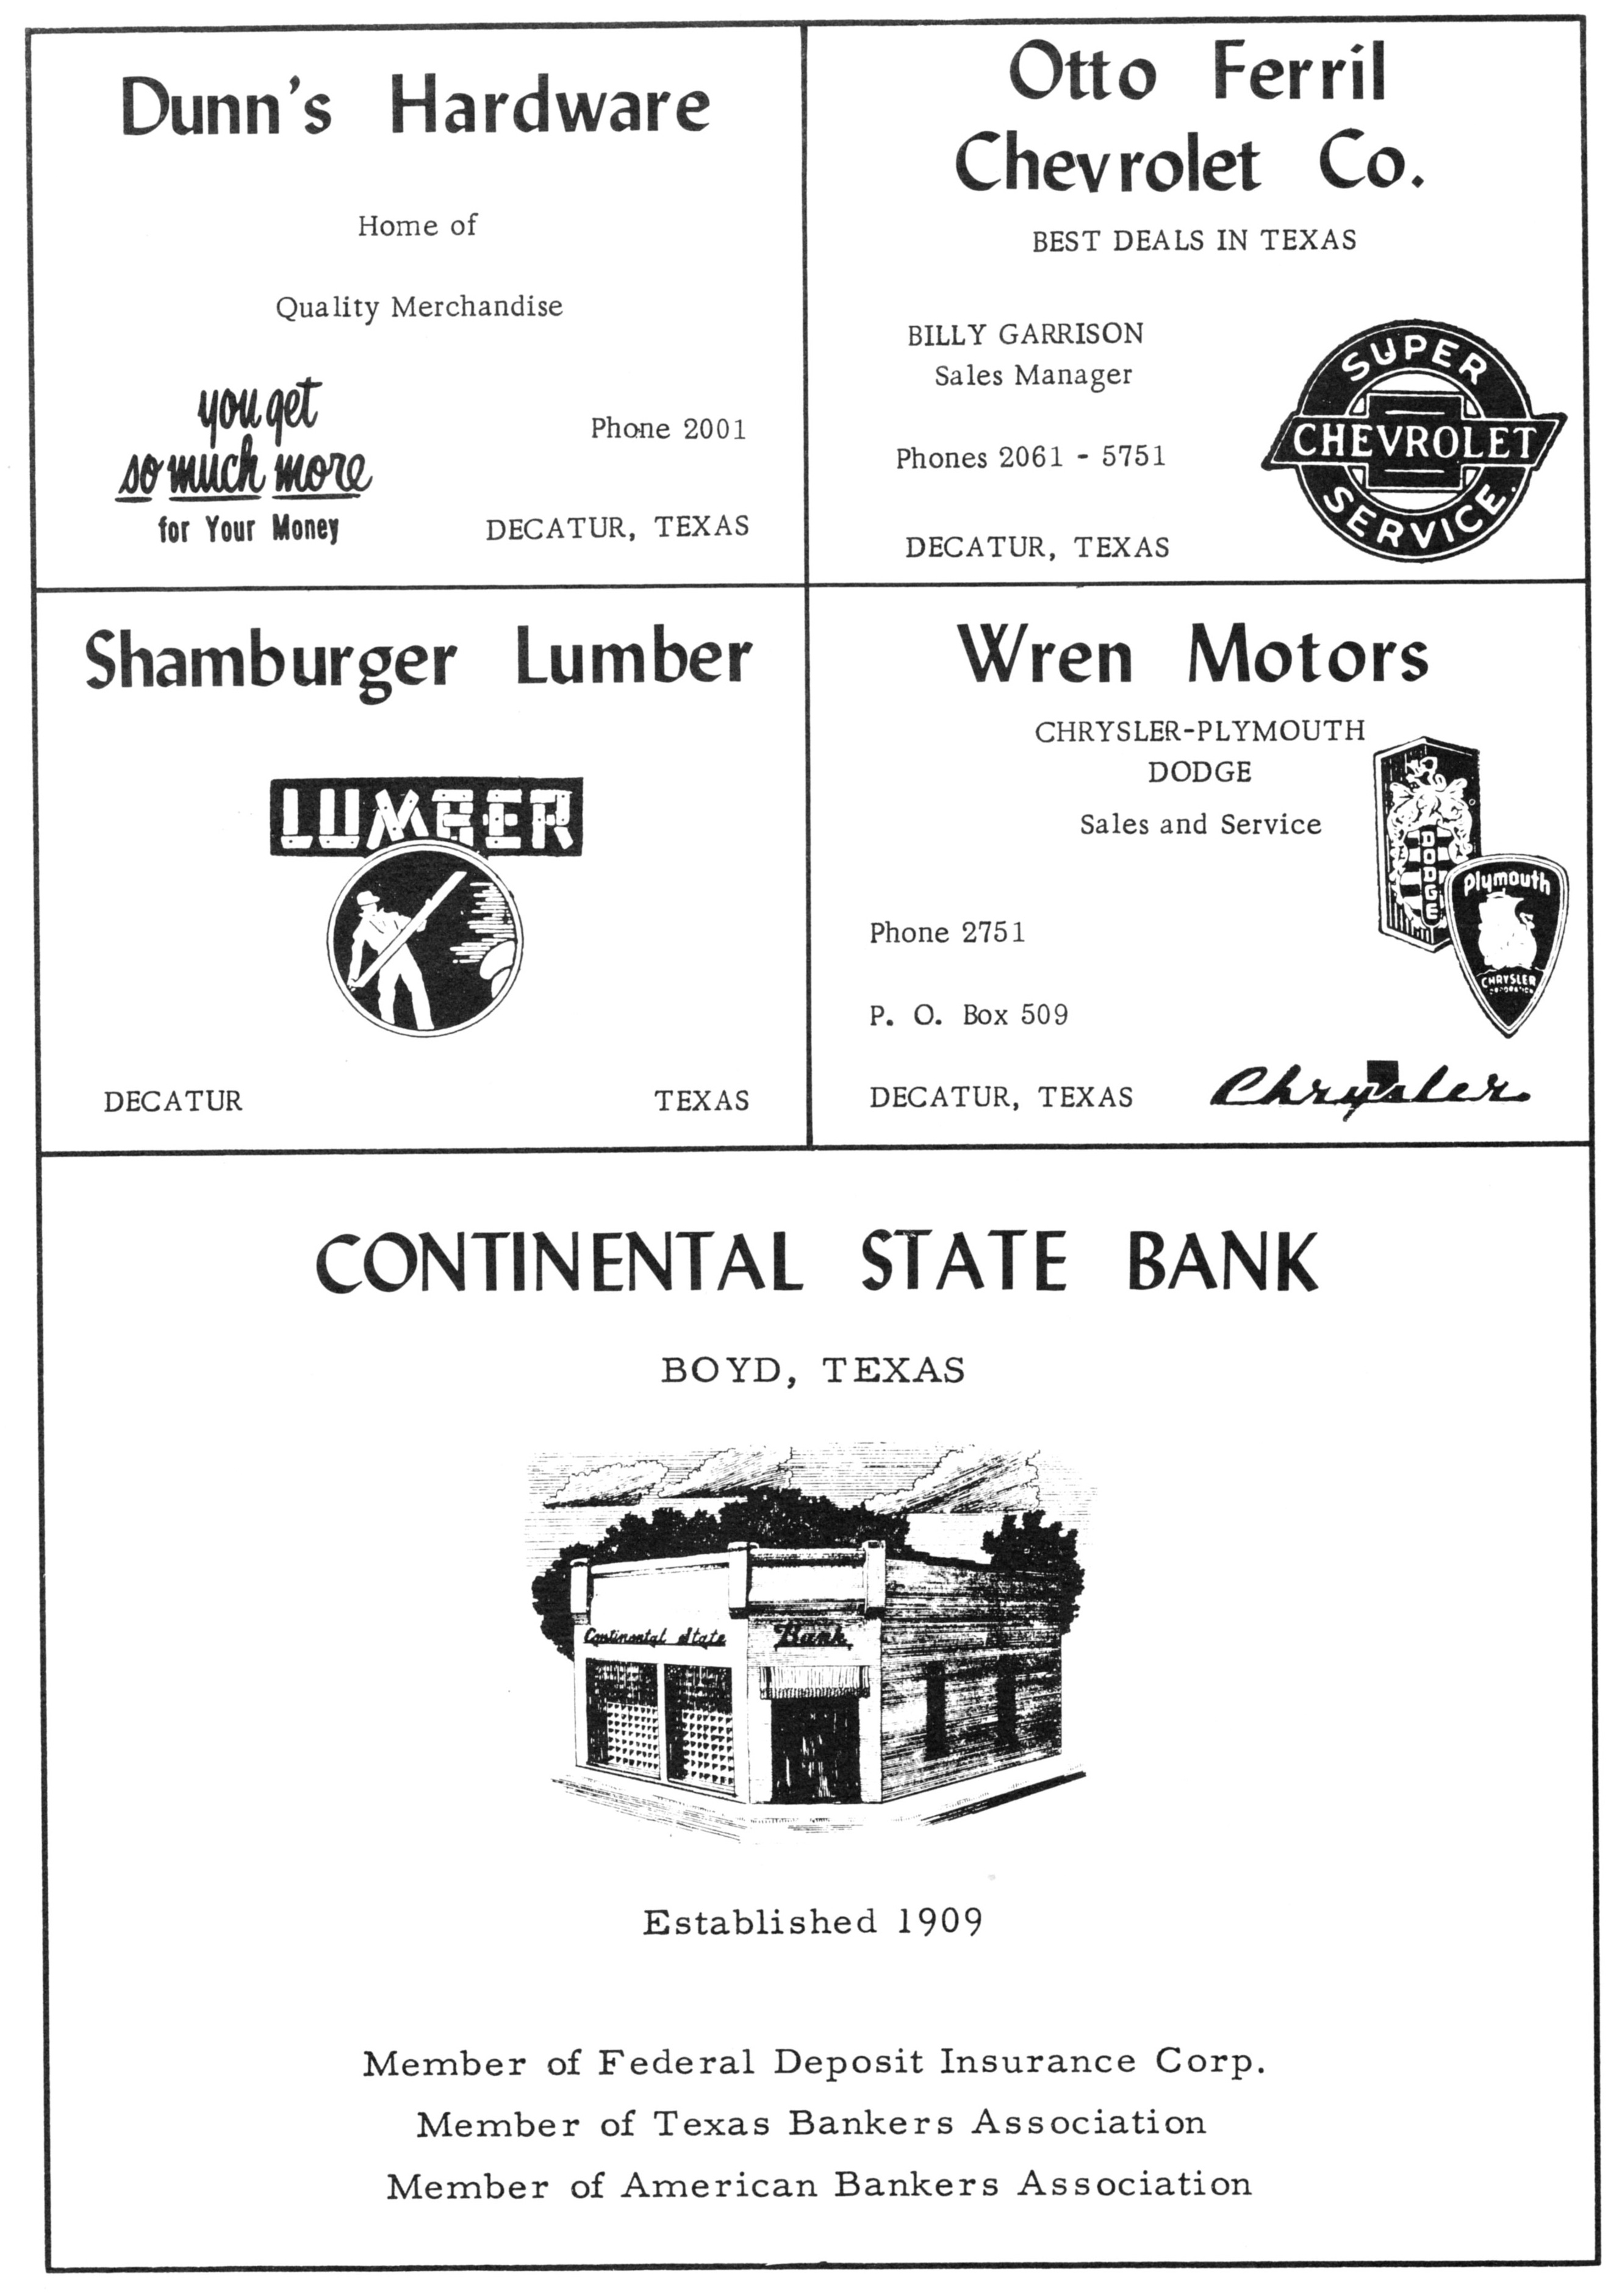 Dunn's Hardware
Home of
Quality Merchandise
you get
so much more
for Your Money
Phone 2001
DECATUR, TEXAS
Otto Ferril
Chevrolet Co.
BEST DEALS IN TEXAS
BILLY GARRISON
Sales Manager
Phones 2061 - 5751
DECATUR, TEXAS
SUPER
CHEVROLET
SERVICE.
Shamburger Lumber
LUMBER
DECATUR TEXAS
Wren Motors
CHRYSLER-PLYMOUTH
DODGE
Sales and Service
Phone 2751
P. O. Box 509
DECATUR, TEXAS
DODGE
Plymouth
CHRYSLER
CORPORATION
Chrysler
CONTINENTAL STATE BANK
BOYD, TEXAS
Continental State Bank
Established 1909
Member of Federal Deposit Insurance Corp.
Member of Texas Bankers Association
Member of American Bankers Association